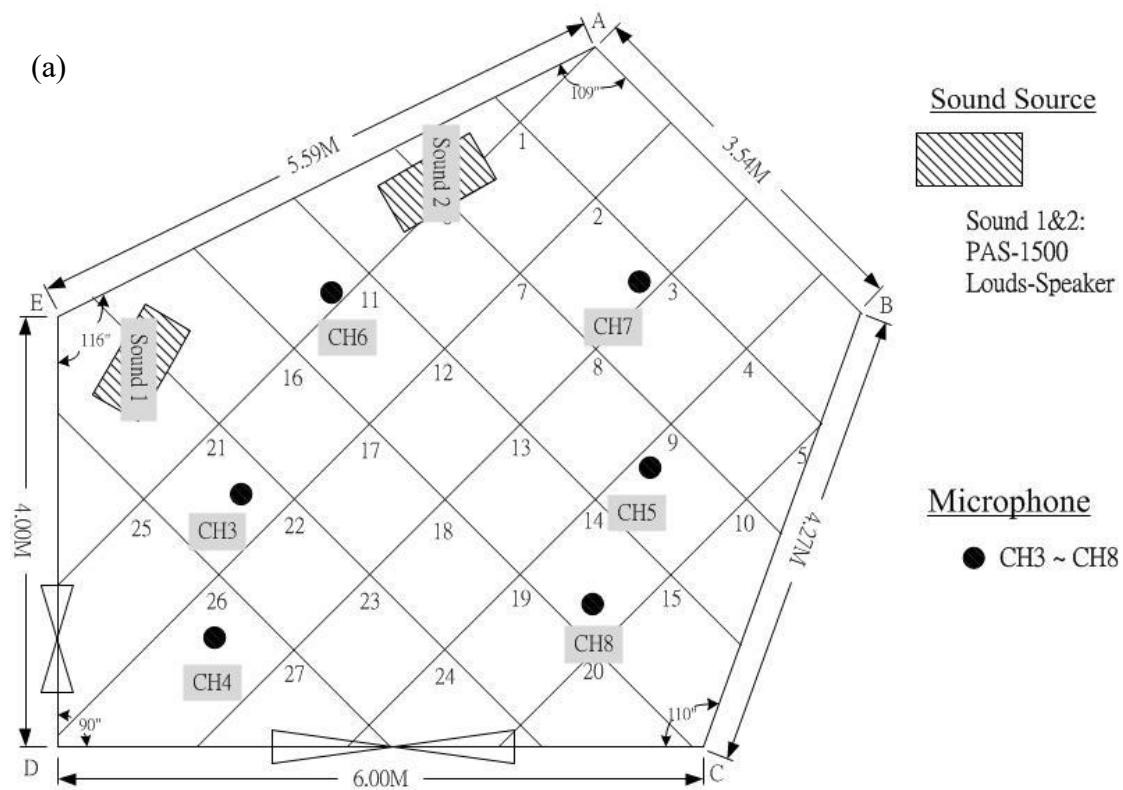 (a)
A
109"
5.59M
3.54M
Sound Source
Sound 1&2:
PAS-1500
Louds-Speaker
Sound 2
1
2
3
7
E
116"
Sound 1
11
CH6
CH7
B
16
12
8
4
21
17
13
9
5
CH3
CH5
25
22
18
14
10
4.00M
4.27M
Microphone
CH3 ~ CH8
26
23
19
15
CH4
CH8
27
24
20
90"
110"
D
6.00M
C